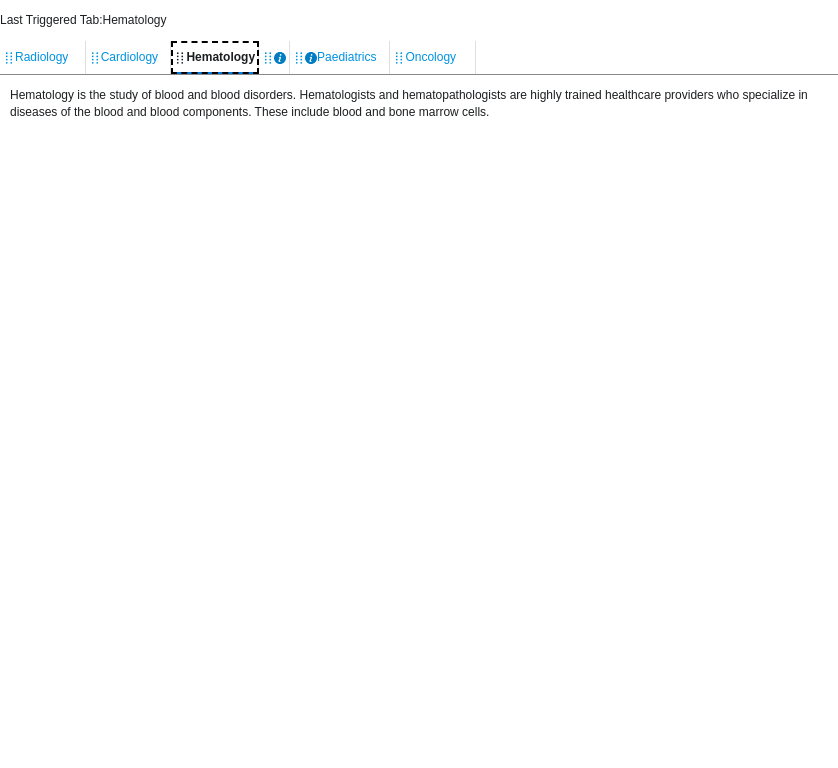 Last Triggered Tab:Hematology
Radiology Cardiology Hematology i i Paediatrics Oncology
Hematology is the study of blood and blood disorders. Hematologists and hematopathologists are highly trained healthcare providers who specialize in
diseases of the blood and blood components. These include blood and bone marrow cells.